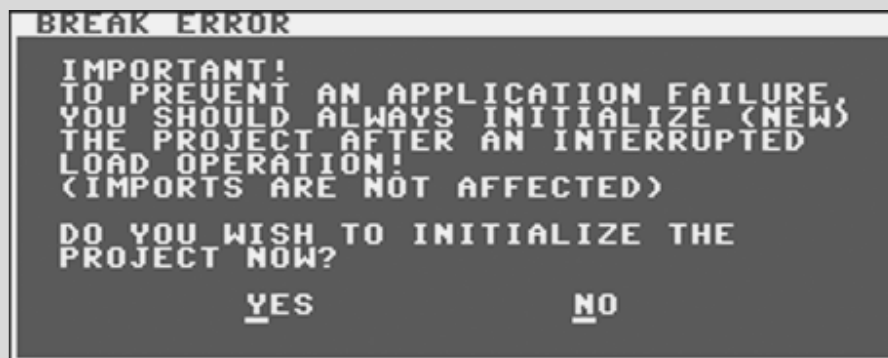 BREAK ERROR
IMPORTANT!
TO PREVENT AN APPLICATION FAILURE,
YOU SHOULD ALWAYS INITIALIZE (NEW)
THE PROJECT AFTER AN INTERRUPTED
LOAD OPERATION!
(IMPORTS ARE NOT AFFECTED)
DO YOU WISH TO INITIALIZE THE
PROJECT NOW?
YES NO